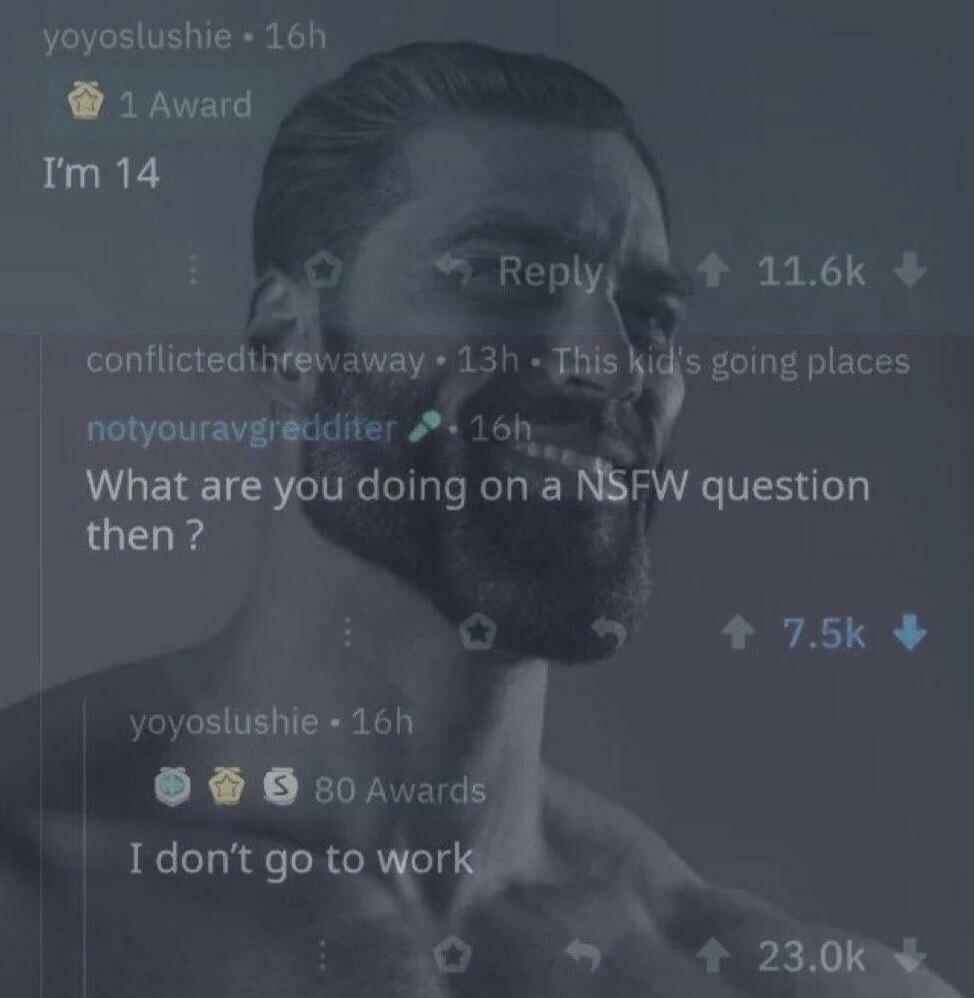 yoyoslushie • 16h
1 Award
I'm 14
Reply 11.6k
conflictedthrewaway • 13h • This kid's going places
notyouravgredditer • 16h
What are you doing on a NSFW question
then ?
7.5k
yoyoslushie • 16h
S 80 Awards
I don't go to work
23.0k